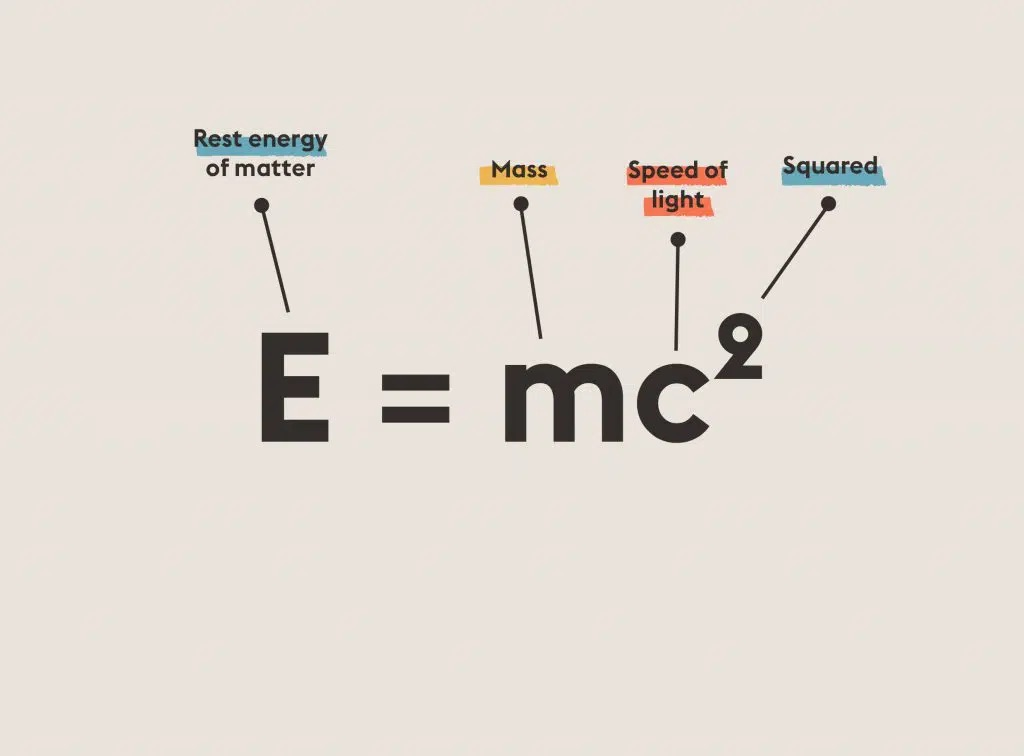 Rest energy
of matter
Mass
Speed of
light
Squared
E = mc²